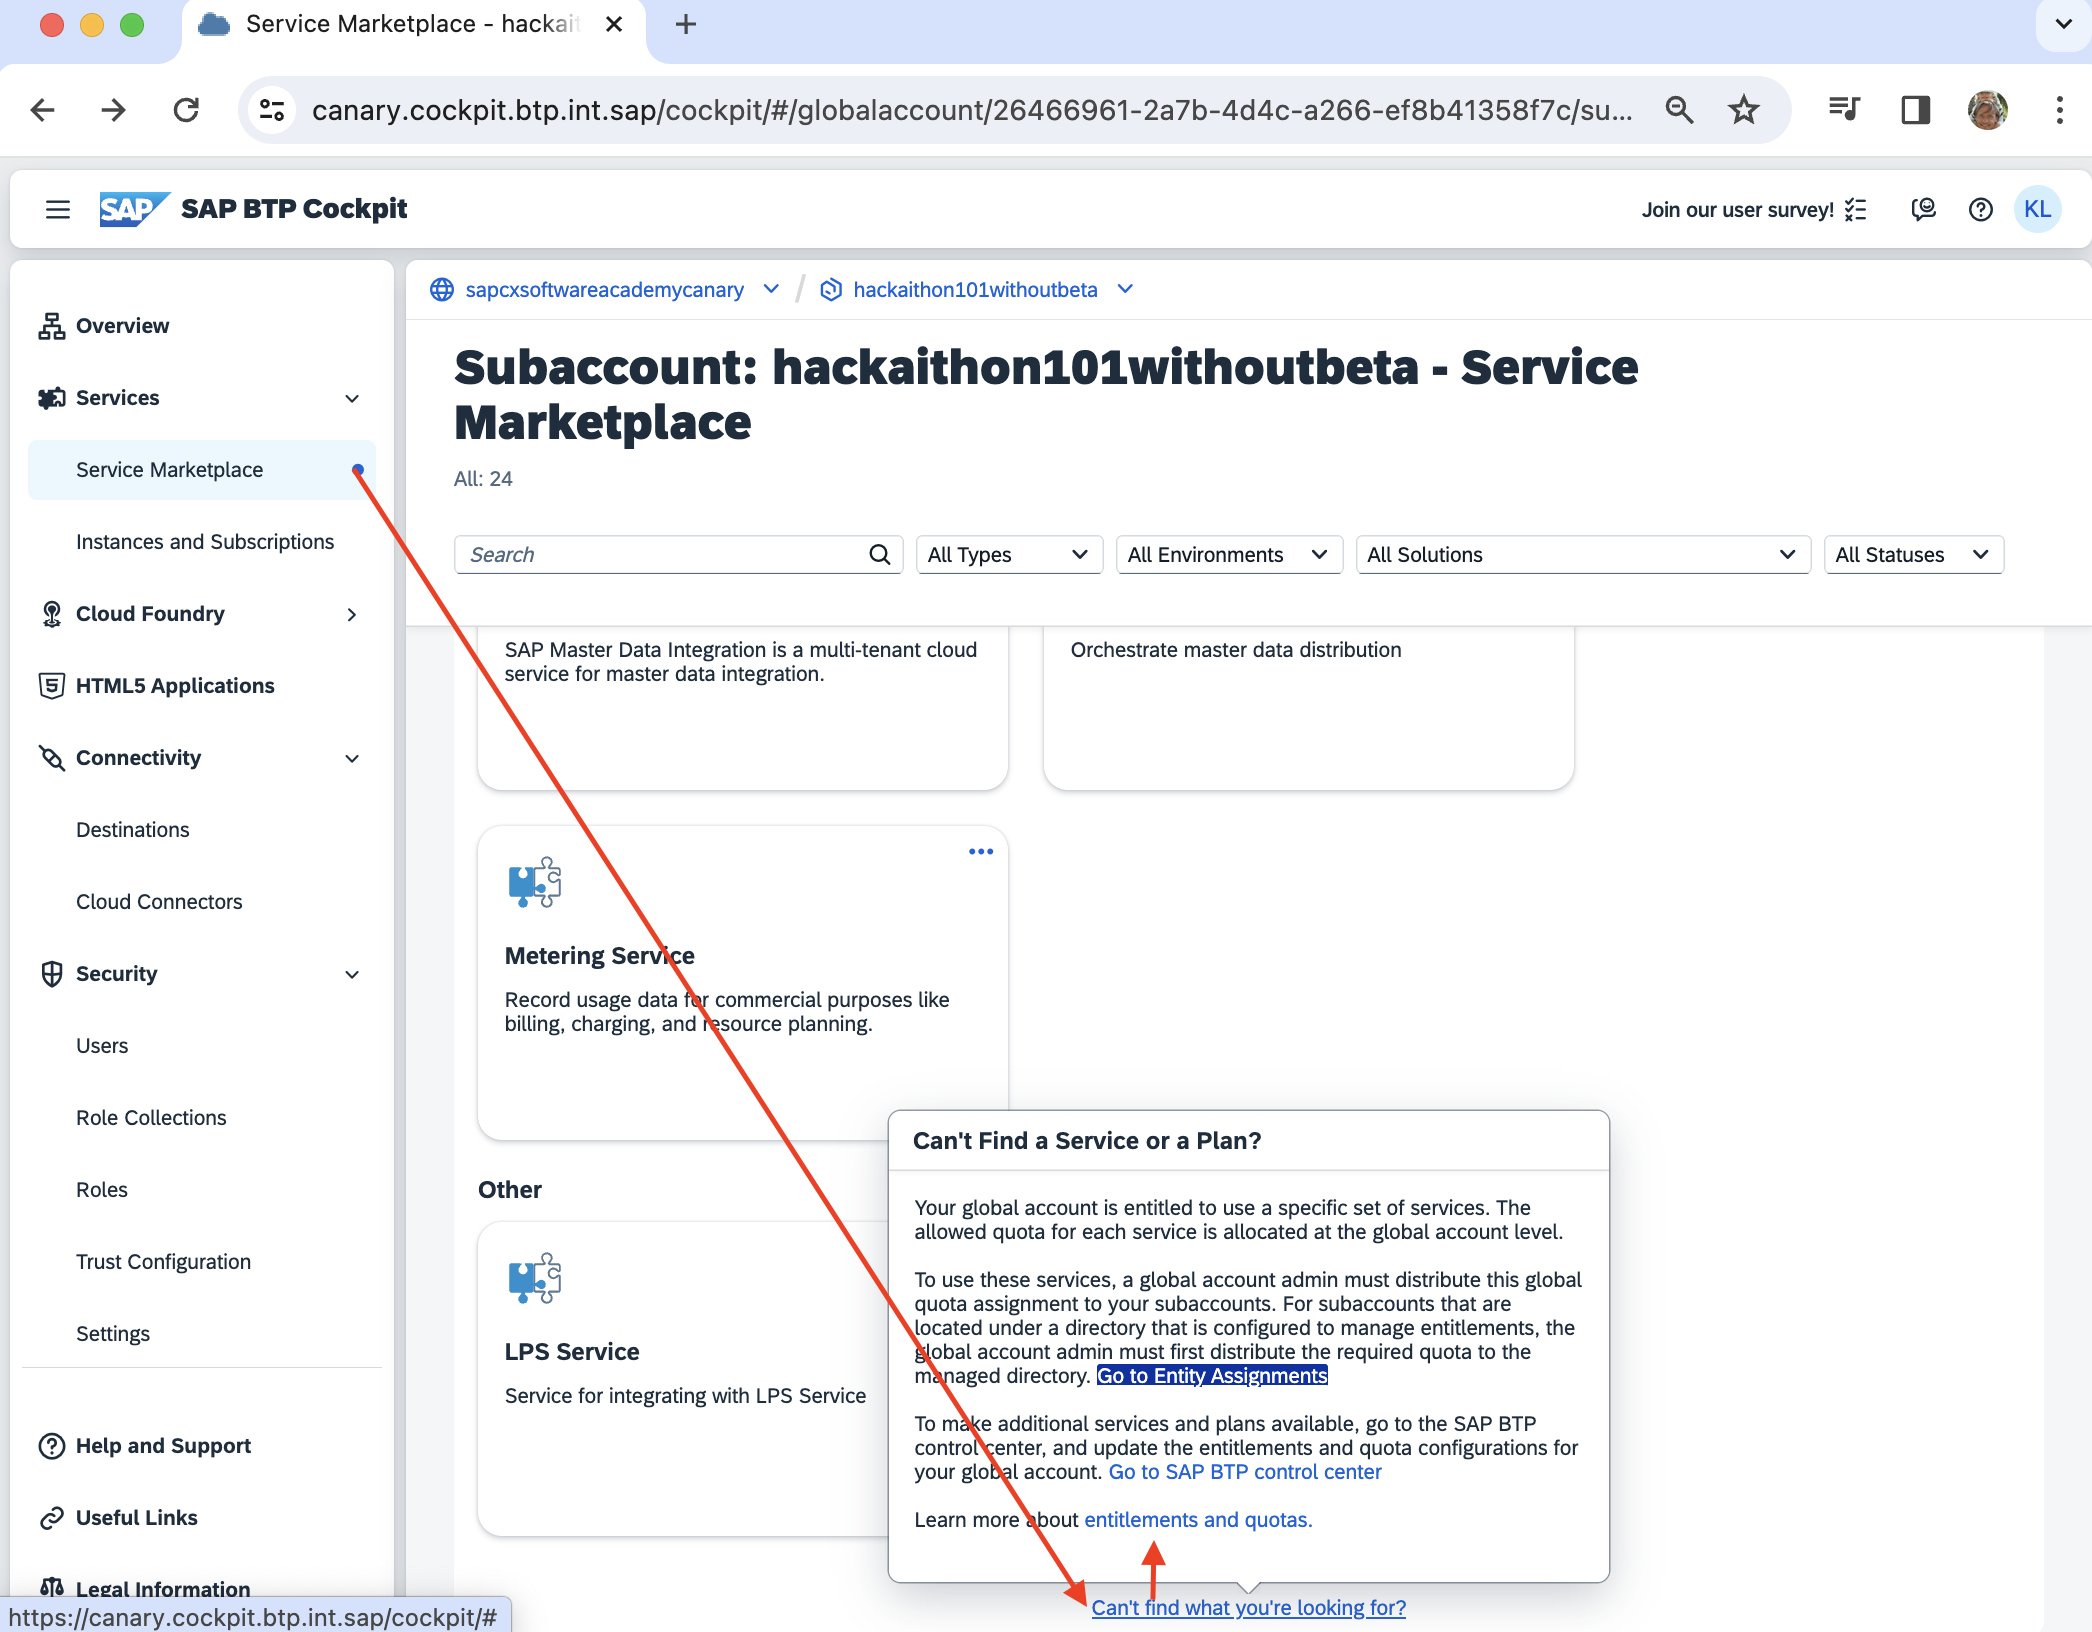 Service Marketplace - hackait
canary.cockpit.btp.int.sap/cockpit/#/globalaccount/26466961-2a7b-4d4c-a266-ef8b41358f7c/su...
SAP SAP BTP Cockpit
Join our user survey!
KL
Overview
Services
Service Marketplace
Instances and Subscriptions
Cloud Foundry
HTML5 Applications
Connectivity
Destinations
Cloud Connectors
Security
Users
Role Collections
Roles
Trust Configuration
Settings
Help and Support
Useful Links
Legal Information
https://canary.cockpit.btp.int.sap/cockpit/#
sapcxsoftwareacademycanary / hackaithon101withoutbeta
Subaccount: hackaithon101withoutbeta - Service
Marketplace
All: 24
Search
All Types
All Environments
All Solutions
All Statuses
SAP Master Data Integration is a multi-tenant cloud
service for master data integration.
Orchestrate master data distribution
Metering Service
Record usage data for commercial purposes like
billing, charging, and resource planning.
Other
LPS Service
Service for integrating with LPS Service
Can't Find a Service or a Plan?
Your global account is entitled to use a specific set of services. The
allowed quota for each service is allocated at the global account level.
To use these services, a global account admin must distribute this global
quota assignment to your subaccounts. For subaccounts that are
located under a directory that is configured to manage entitlements, the
global account admin must first distribute the required quota to the
managed directory. Go to Entity Assignments
To make additional services and plans available, go to the SAP BTP
control center, and update the entitlements and quota configurations for
your global account. Go to SAP BTP control center
Learn more about entitlements and quotas.
Can't find what you're looking for?